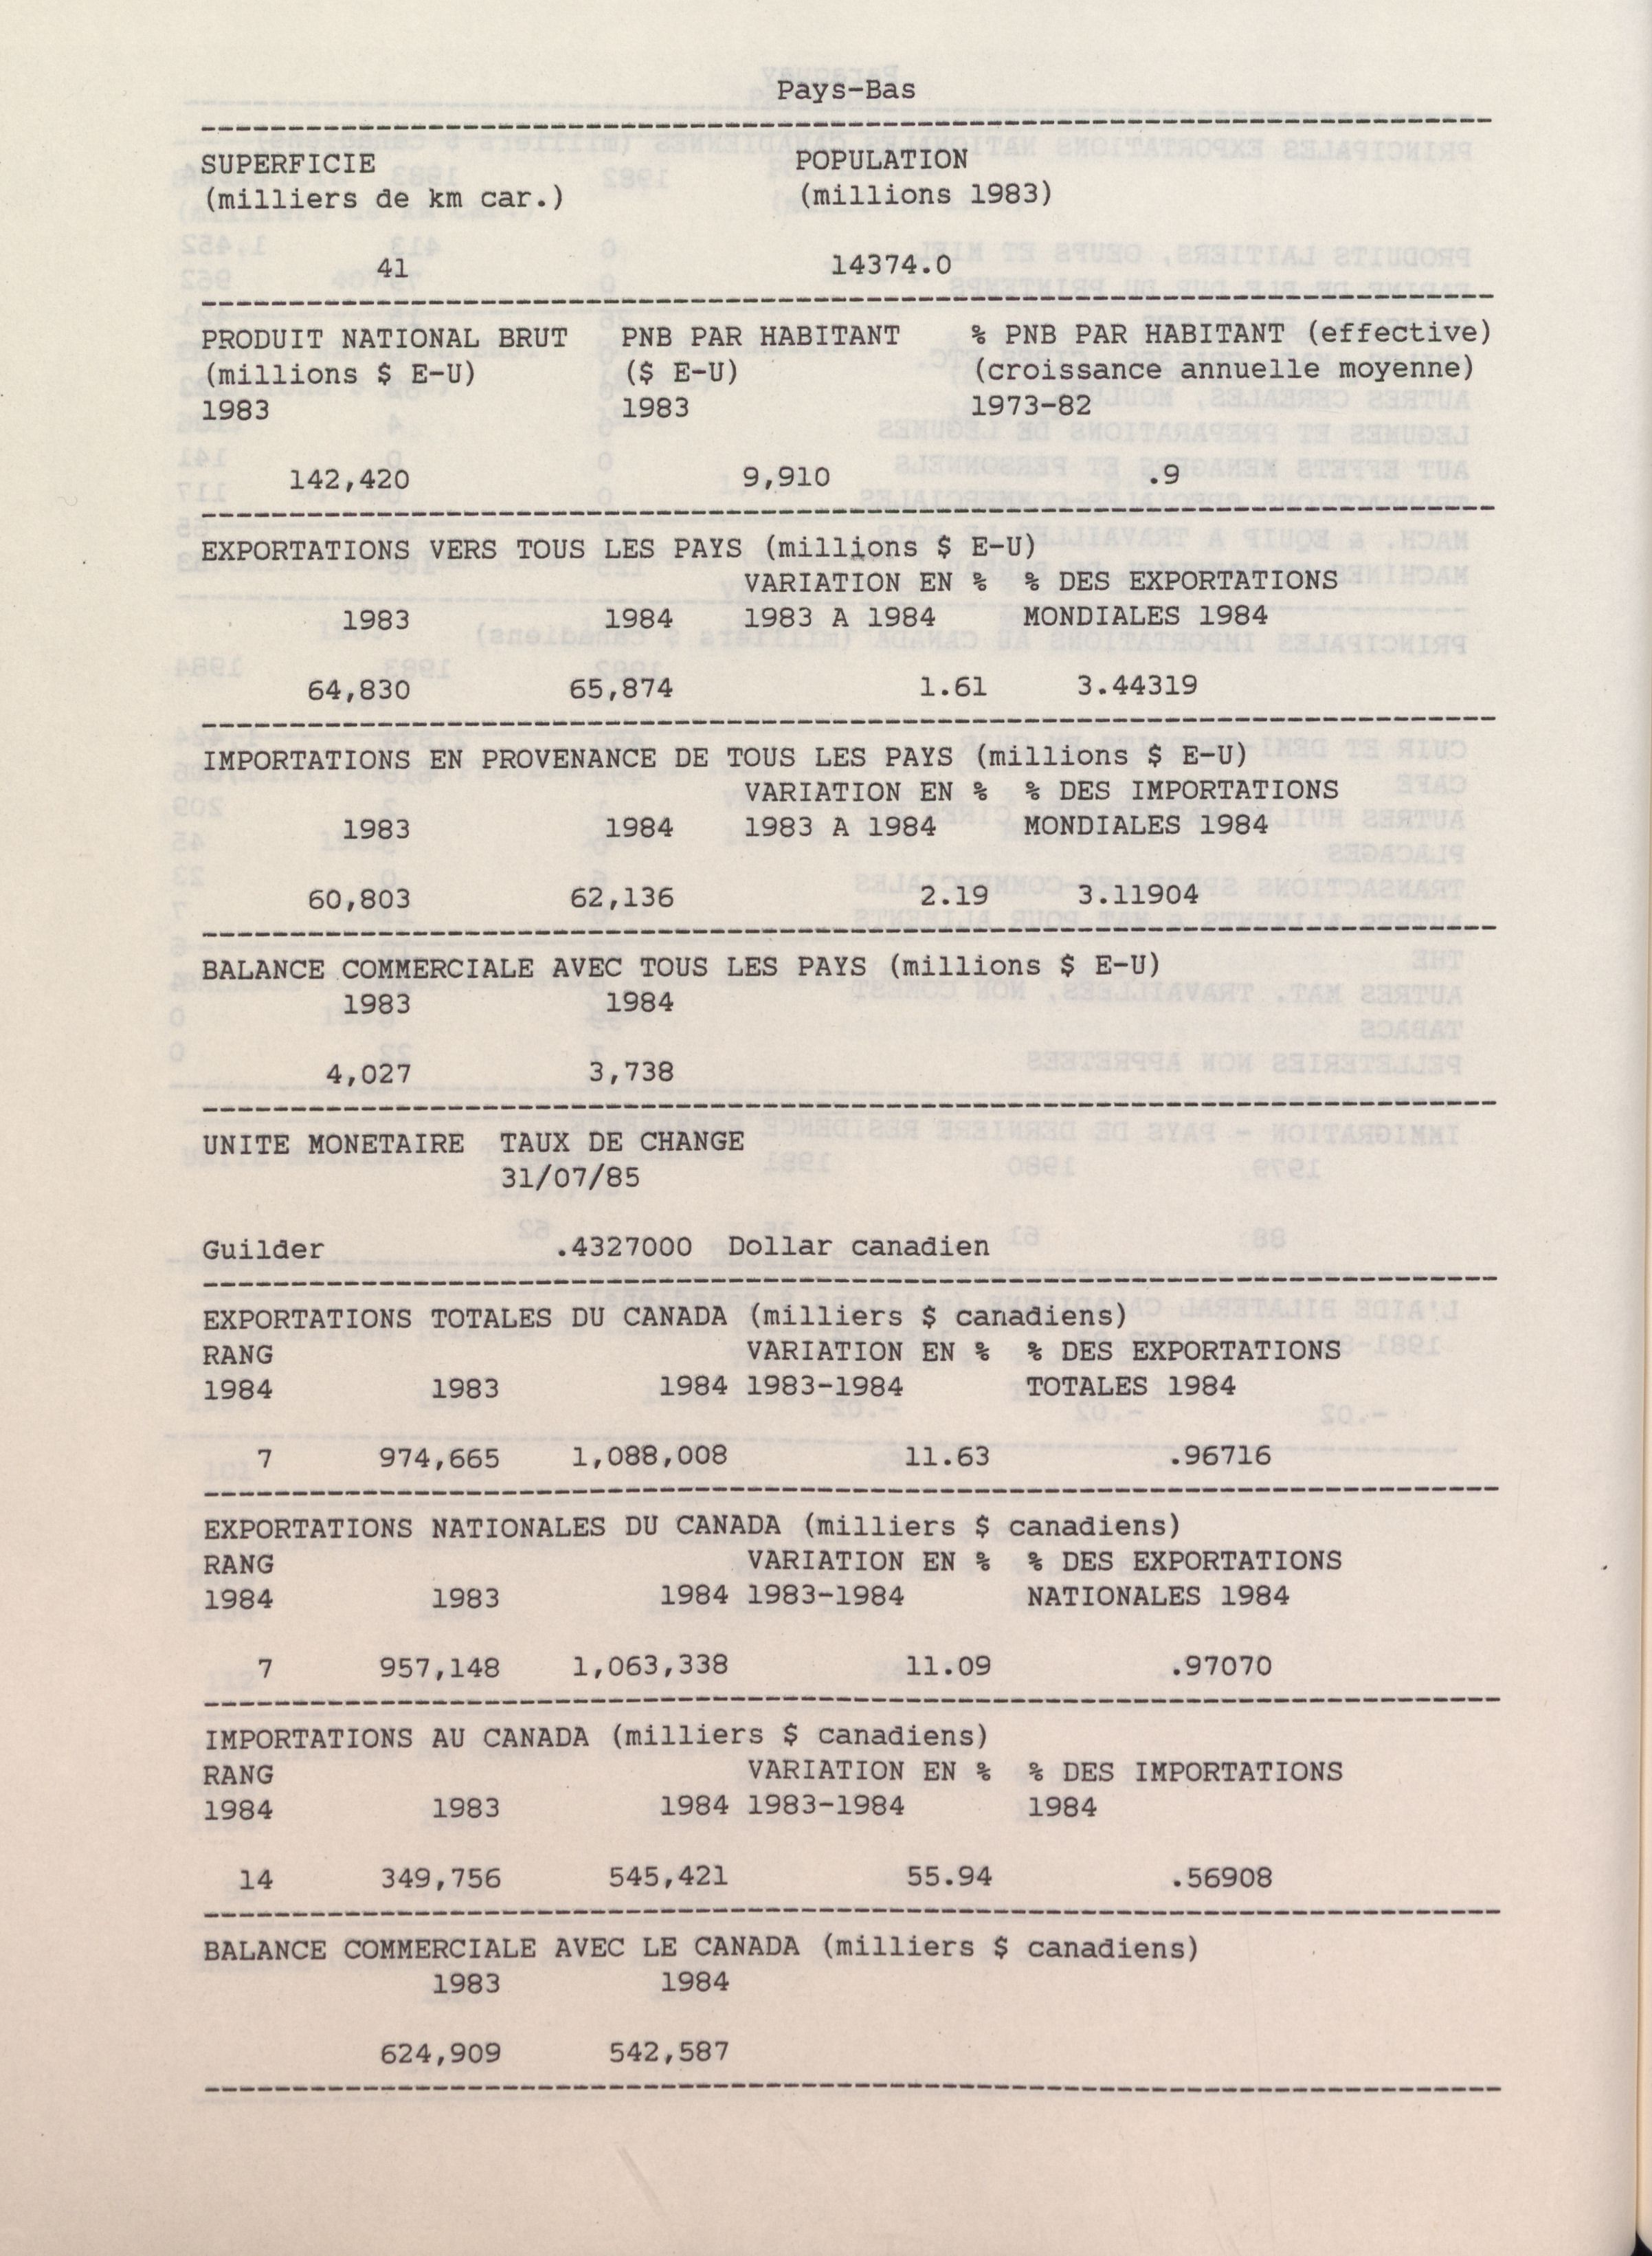 Pays-Bas
SUPERFICIE POPULATION
(milliers de km car.) (millions 1983)
41 14374.0
PRODUIT NATIONAL BRUT PNB PAR HABITANT % PNB PAR HABITANT (effective)
(millions $ E-U) ($ E-U) (croissance annuelle moyenne)
1983 1983 1973-82
142,420 9,910 .9
EXPORTATIONS VERS TOUS LES PAYS (millions $ E-U)
VARIATION EN % % DES EXPORTATIONS
1983 1984 1983 A 1984 MONDIALES 1984
64,830 65,874 1.61 3.44319
IMPORTATIONS EN PROVENANCE DE TOUS LES PAYS (millions $ E-U)
VARIATION EN % % DES IMPORTATIONS
1983 1984 1983 A 1984 MONDIALES 1984
60,803 62,136 2.19 3.11904
BALANCE COMMERCIALE AVEC TOUS LES PAYS (millions $ E-U)
1983 1984
4,027 3,738
UNITE MONETAIRE TAUX DE CHANGE
31/07/85
Guilder .4327000 Dollar canadien
EXPORTATIONS TOTALES DU CANADA (milliers $ canadiens)
RANG VARIATION EN % % DES EXPORTATIONS
1984 1983 1984 1983-1984 TOTALES 1984
7 974,665 1,088,008 11.63 .96716
EXPORTATIONS NATIONALES DU CANADA (milliers $ canadiens)
RANG VARIATION EN % % DES EXPORTATIONS
1984 1983 1984 1983-1984 NATIONALES 1984
7 957,148 1,063,338 11.09 .97070
IMPORTATIONS AU CANADA (milliers $ canadiens)
RANG VARIATION EN % % DES IMPORTATIONS
1984 1983 1984 1983-1984 1984
14 349,756 545,421 55.94 .56908
BALANCE COMMERCIALE AVEC LE CANADA (milliers $ canadiens)
1983 1984
624,909 542,587